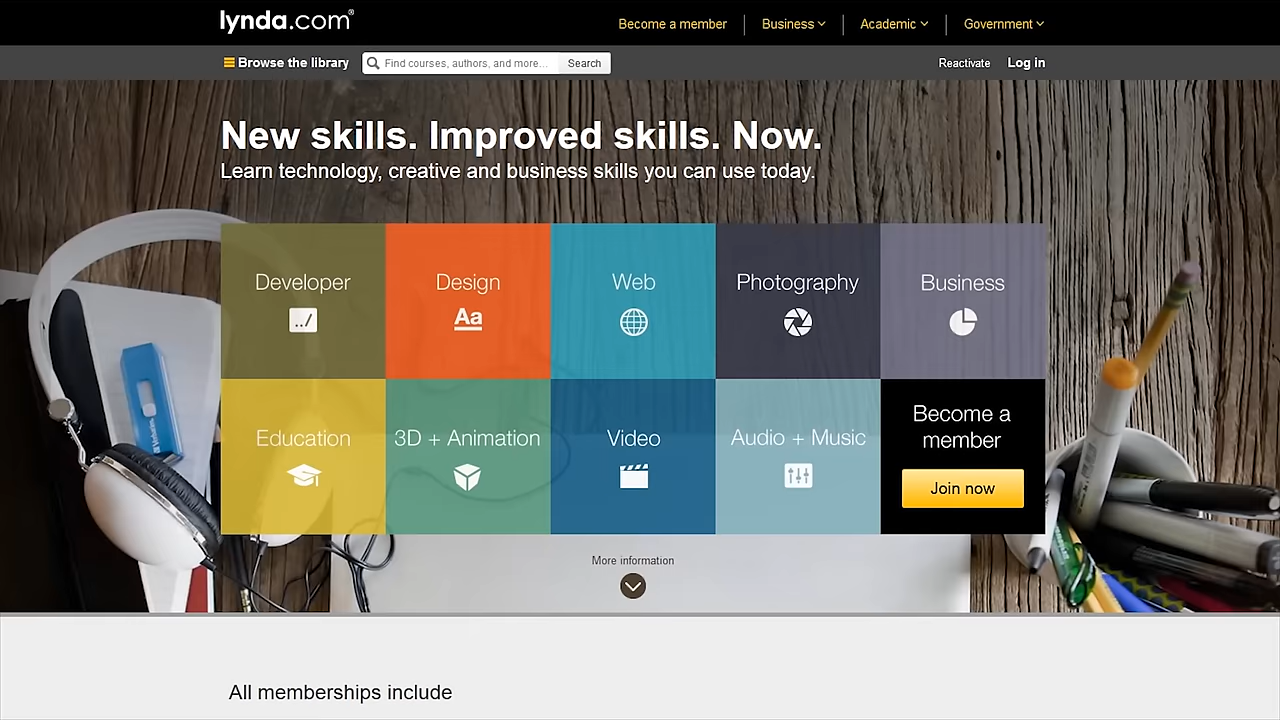 lynda.com®
Become a member
Business
Academic
Government
Browse the library
Find courses, authors, and more...
Search
Reactivate
Log in
New skills. Improved skills. Now.
Learn technology, creative and business skills you can use today.
Developer
../
Design
Aa
Web
Photography
Business
Education
3D + Animation
Video
Audio + Music
Become a
member
Join now
More information
All memberships include